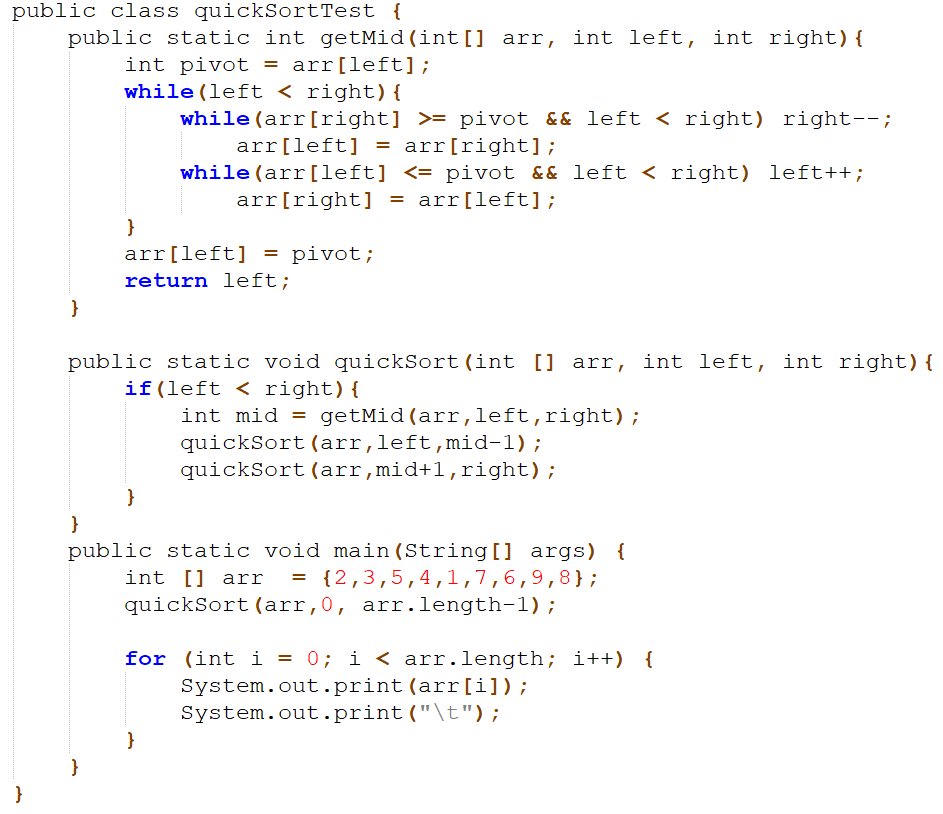 public class quickSortTest {
    public static int getMid(int[] arr, int left, int right){
        int pivot = arr[left];
        while(left < right){
            while(arr[right] >= pivot && left < right) right--;
                arr[left] = arr[right];
            while(arr[left] <= pivot && left < right) left++;
                arr[right] = arr[left];
        }
        arr[left] = pivot;
        return left;
    }

    public static void quickSort(int [] arr, int left, int right){
        if(left < right){
            int mid = getMid(arr,left,right);
            quickSort(arr,left,mid-1);
            quickSort(arr,mid+1,right);
        }
    }
    public static void main(String[] args) {
        int [] arr  = {2,3,5,4,1,7,6,9,8};
        quickSort(arr,0, arr.length-1);

        for (int i = 0; i < arr.length; i++) {
            System.out.print(arr[i]);
            System.out.print("\t");
        }
    }
}